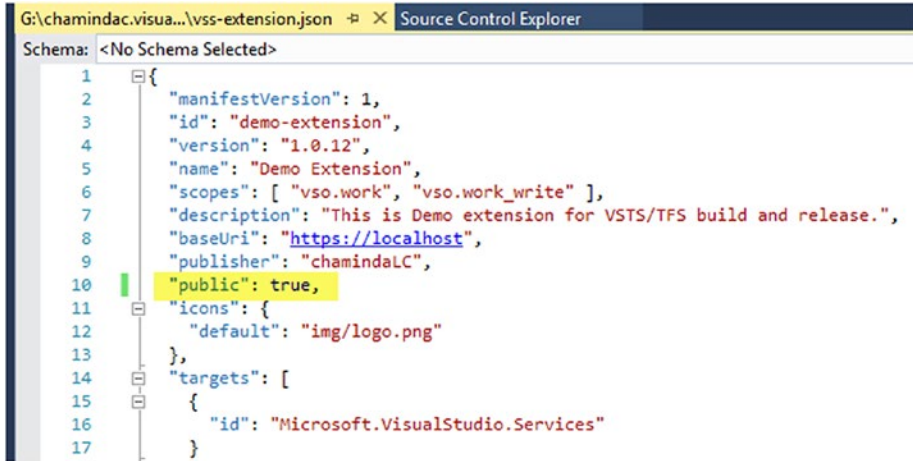 G:\chamindac.visua...\vss-extension.json Source Control Explorer
Schema: <No Schema Selected>
1 {
2 "manifestVersion": 1,
3 "id": "demo-extension",
4 "version": "1.0.12",
5 "name": "Demo Extension",
6 "scopes": [ "vso.work", "vso.work_write" ],
7 "description": "This is Demo extension for VSTS/TFS build and release.",
8 "baseUri": "https://localhost",
9 "publisher": "chamindaLC",
10 "public": true,
11 "icons": {
12 "default": "img/logo.png"
13 },
14 "targets": [
15 {
16 "id": "Microsoft.VisualStudio.Services"
17 }